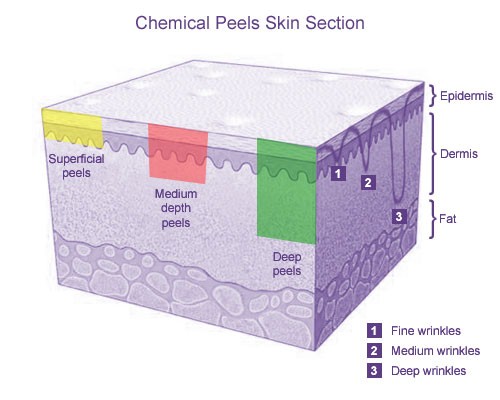 Chemical Peels Skin Section
Epidermis
Superficial
peels
Medium
depth
peels
Deep
peels
Dermis
Fat
1
2
3
1 Fine wrinkles
2 Medium wrinkles
3 Deep wrinkles